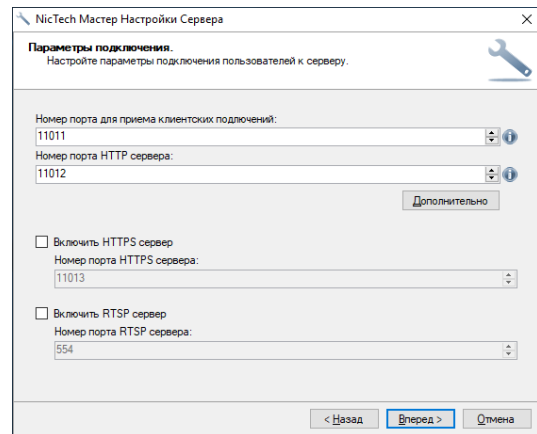 NicTech Мастер Настройки Сервера
Параметры подключения.
Настройте параметры подключения пользователей к серверу.
Номер порта для приема клиентских подлючений:
11011
Номер порта HTTP сервера:
11012
Дополнительно
Включить HTTPS сервер
Номер порта HTTPS сервера:
11013
Включить RTSP сервер
Номер порта RTSP сервера:
554
< Назад
Вперед >
Отмена